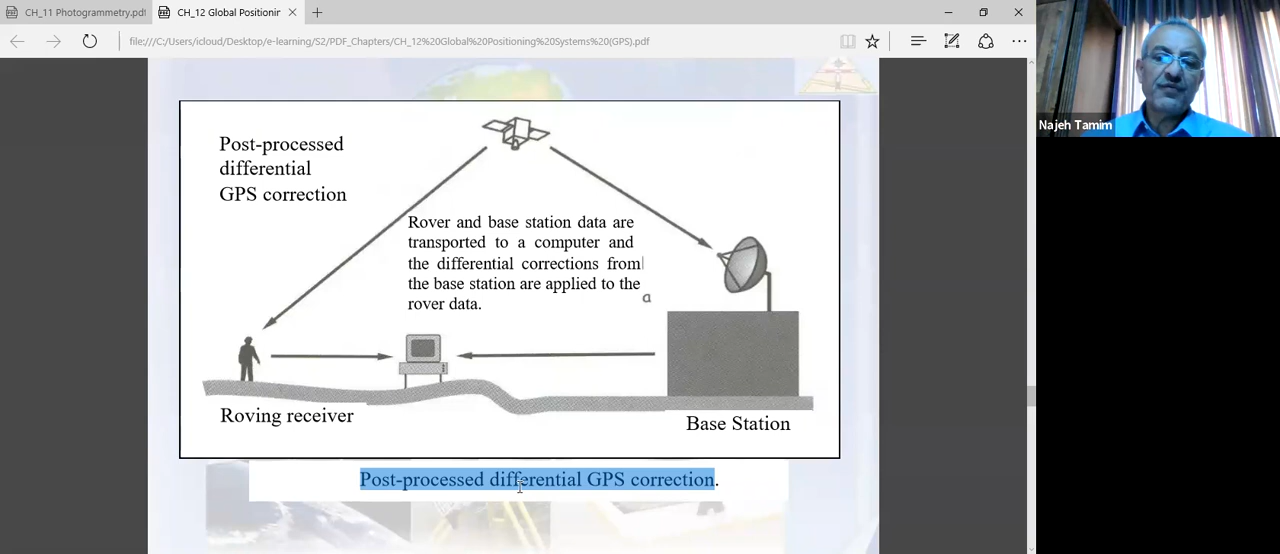 CH_11 Photogrammetry.pdf
CH_12 Global Positionin
file:///C:/Users/icloud/Desktop/e-learning/S2/PDF_Chapters/CH_12%20Global%20Positioning%20Systems%20(GPS).pdf
Najeh Tamim
Post-processed
differential
GPS correction
Rover and base station data are
transported to a computer and
the differential corrections from
the base station are applied to the
rover data.
a
Roving receiver
Base Station
Post-processed differential GPS correction.